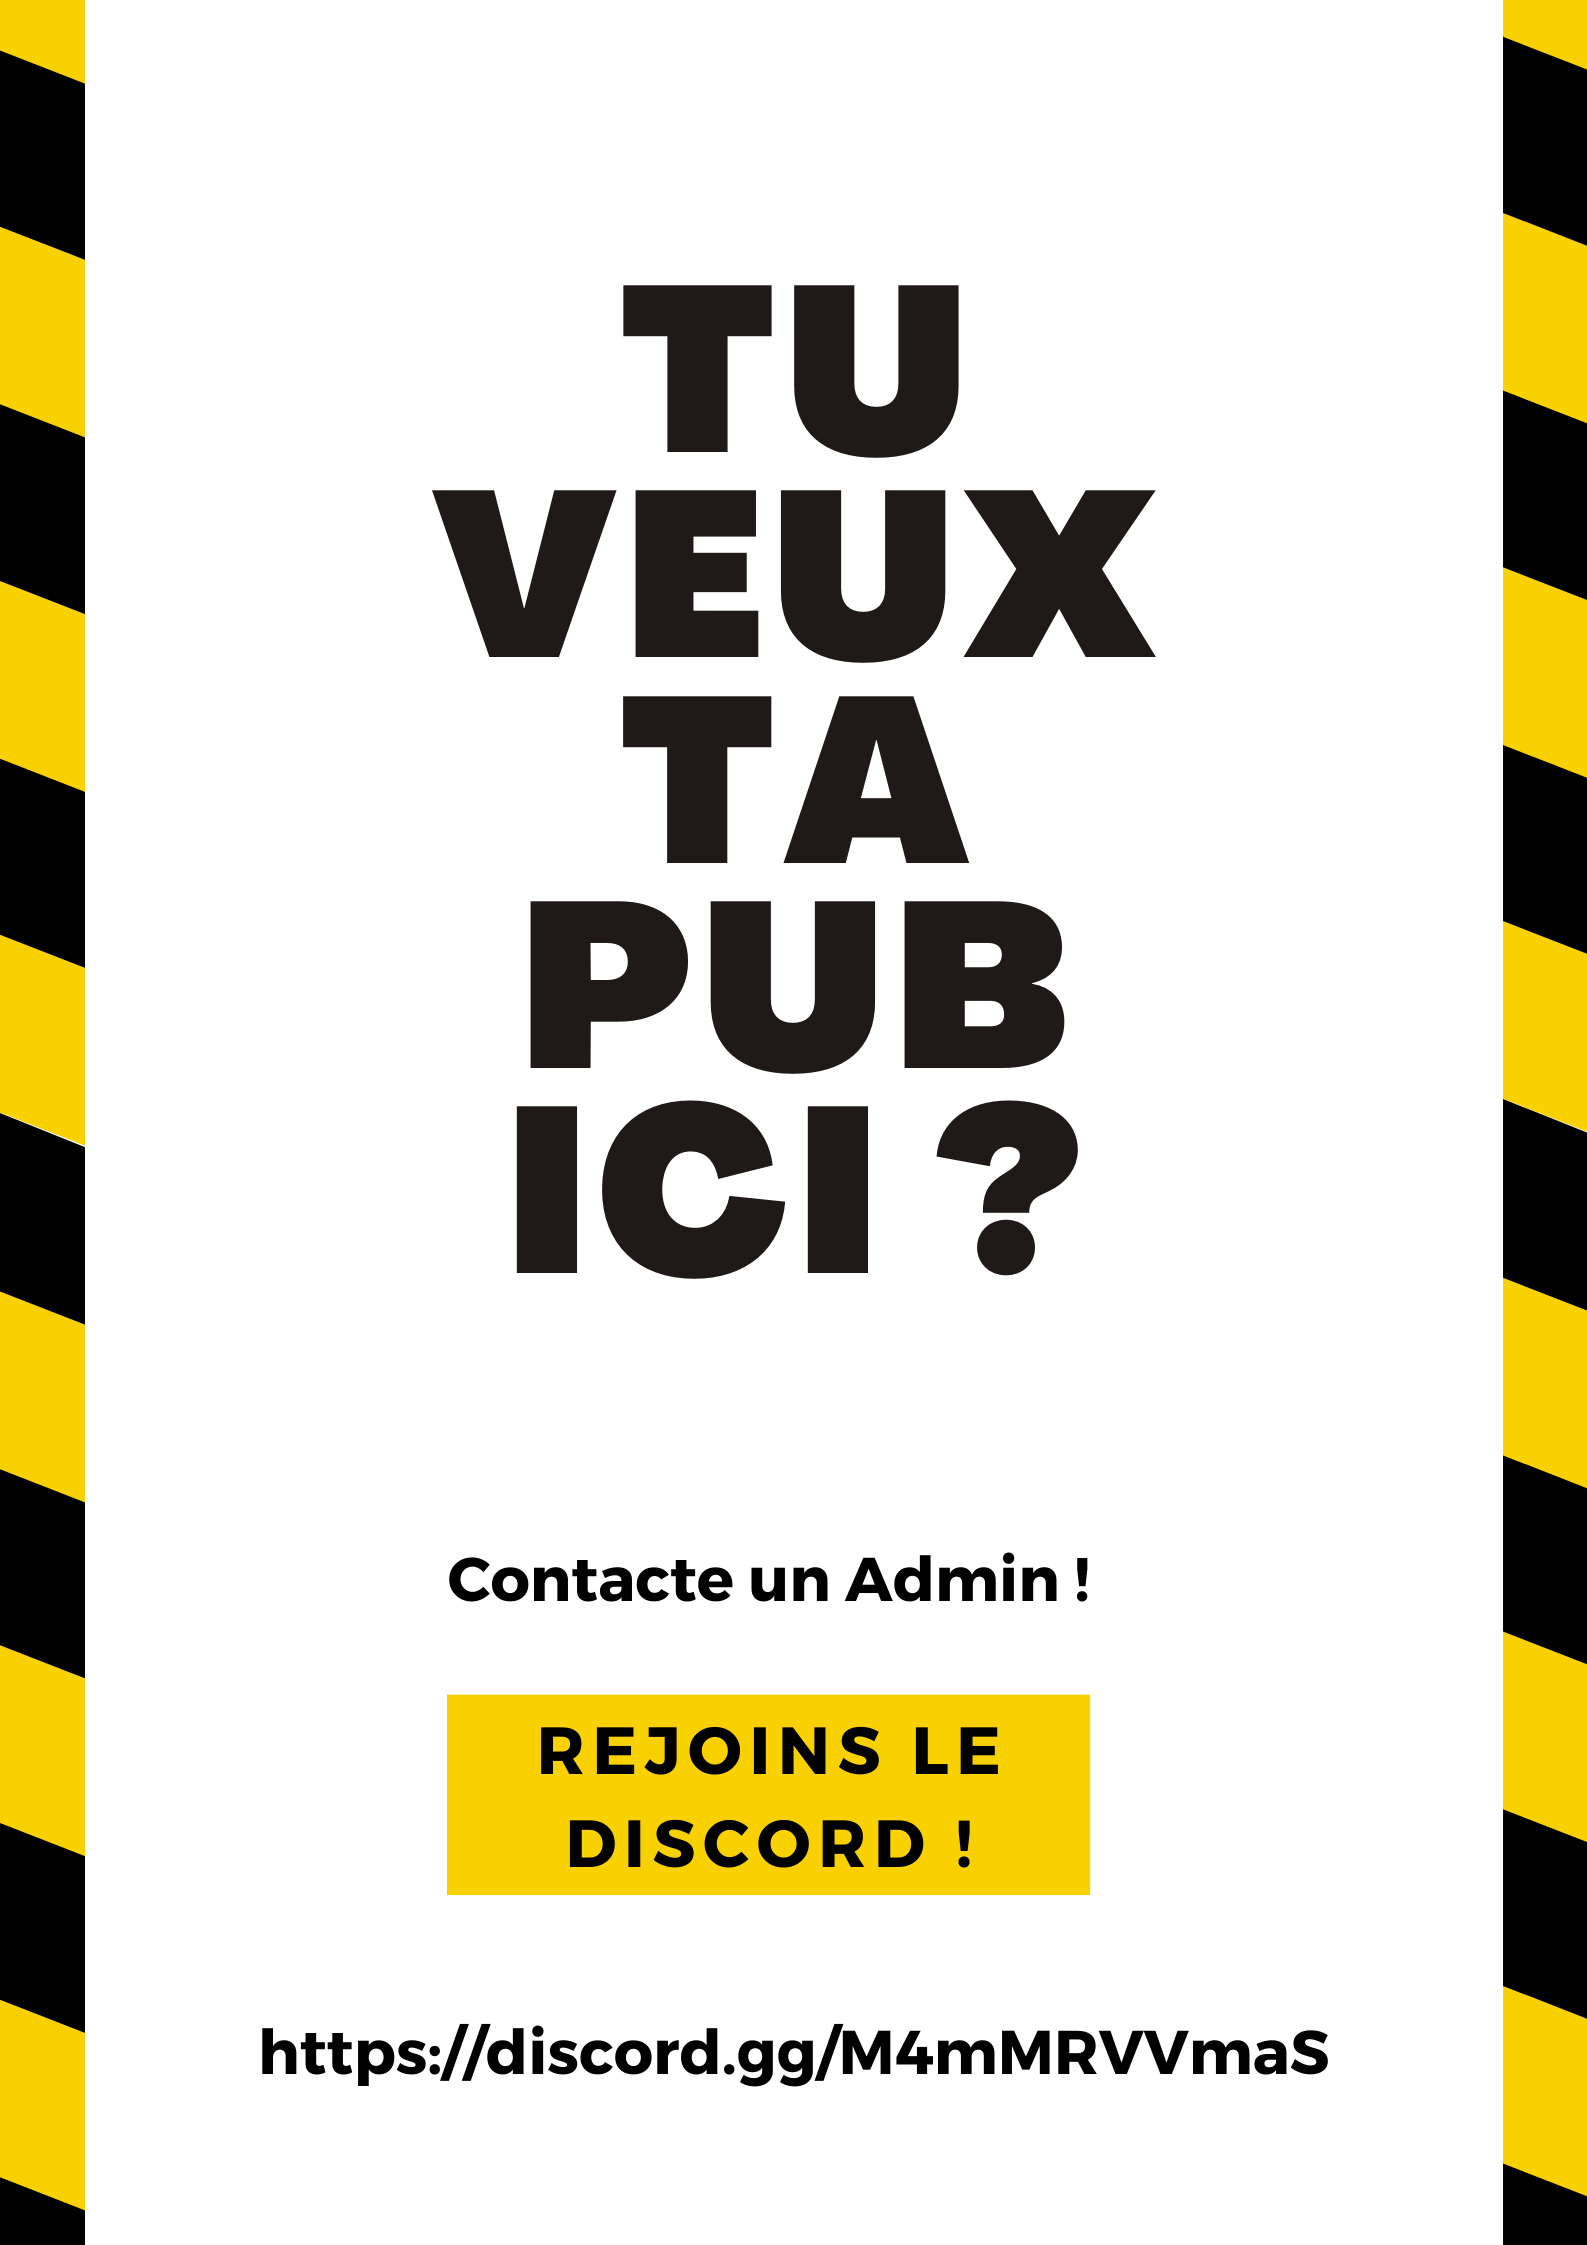 TU
VEUX
TA
PUB
ICI ?
Contacte un Admin !
REJOINS LE
DISCORD !
https://discord.gg/M4mMRVVmaS